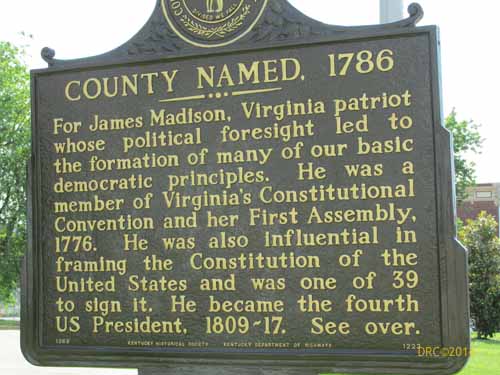 DIVIDED WE FALL
COUNTY NAMED, 1786
For James Madison, Virginia patriot
whose political foresight led to
the formation of many of our basic
democratic principles. He was a
member of Virginia's Constitutional
Convention and her First Assembly,
1776. He was also influential in
framing the Constitution of the
United States and was one of 39
to sign it. He became the fourth
US President, 1809-17. See over.
KENTUCKY HISTORICAL SOCIETY KENTUCKY DEPARTMENT OF HIGHWAYS